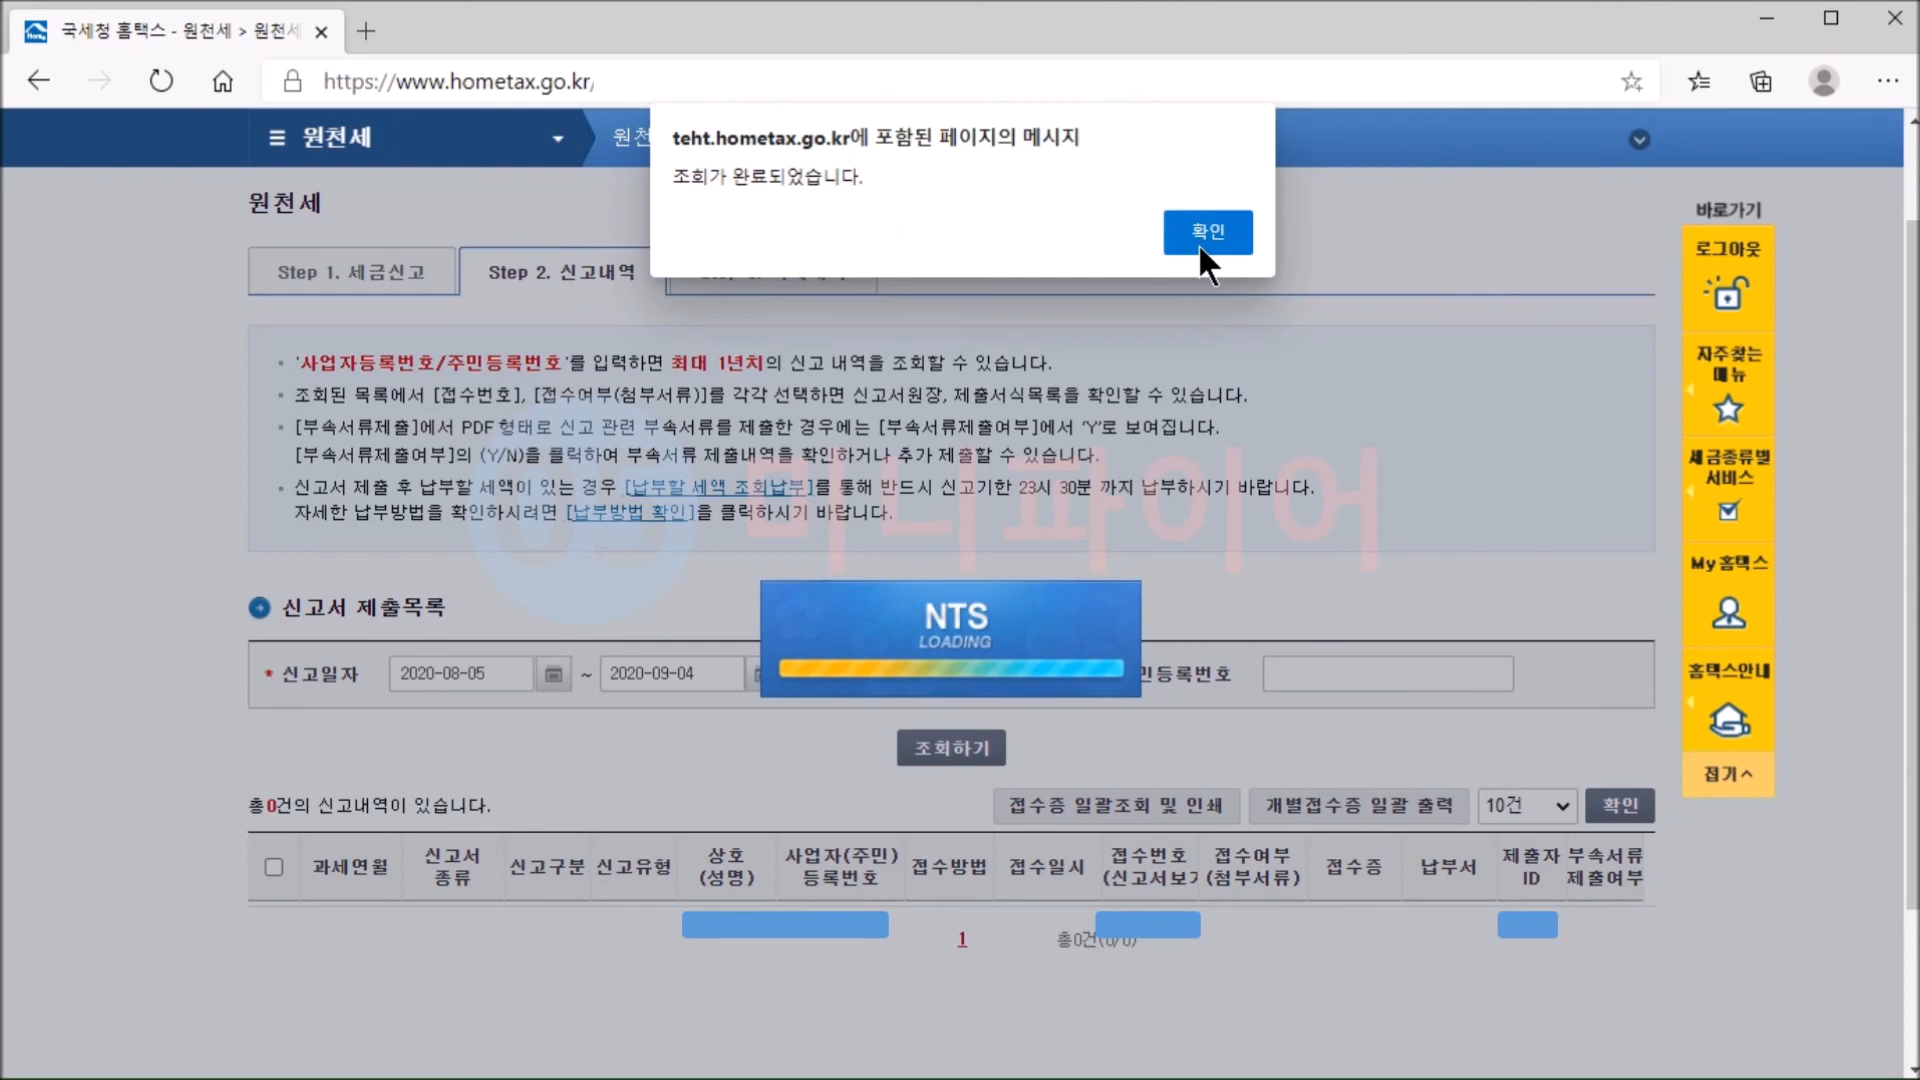 국세청 홈택스 - 원천세 > 원천세
https://www.hometax.go.kr/
원천세
원천
teht.hometax.go.kr에 포함된 페이지의 메시지
조회가 완료되었습니다.
확인
원천세
Step 1. 세금신고
Step 2. 신고내역
'사업자등록번호/주민등록번호'를 입력하면 최대 1년치의 신고 내역을 조회할 수 있습니다.
조회된 목록에서 [접수번호], [접수여부(첨부서류)]를 각각 선택하면 신고서원장, 제출서식목록을 확인할 수 있습니다.
[부속서류제출]에서 PDF 형태로 신고 관련 부속서류를 제출한 경우에는 [부속서류제출여부]에서 'Y'로 보여집니다.
[부속서류제출여부]의 (Y/N)을 클릭하여 부속서류 제출내역을 확인하거나 추가 제출할 수 있습니다.
신고서 제출 후 납부할 세액이 있는 경우 [납부할 세액 조회납부]를 통해 반드시 신고기한 23시 30분 까지 납부하시기 바랍니다.
자세한 납부방법을 확인하시려면 [납부방법 확인]을 클릭하시기 바랍니다.
미니파이어
신고서 제출목록
NTS
LOADING
* 신고일자 2020-08-05 ~ 2020-09-04 민등록번호
조회하기
총0건의 신고내역이 있습니다.
접수증 일괄조회 및 인쇄 개별접수증 일괄 출력 10건 확인
과세연월 신고서 종류 신고구분 신고유형 상호 (성명) 사업자(주민) 등록번호 접수방법 접수일시 접수번호 (신고서보기 접수여부 (첨부서류) 접수증 납부서 제출자 ID 부속서류 제출여부
1 총0건(0/0)
바로가기
로그아웃
자주찾는
메뉴
세금종류별
서비스
My홈택스
홈택스안내
접기